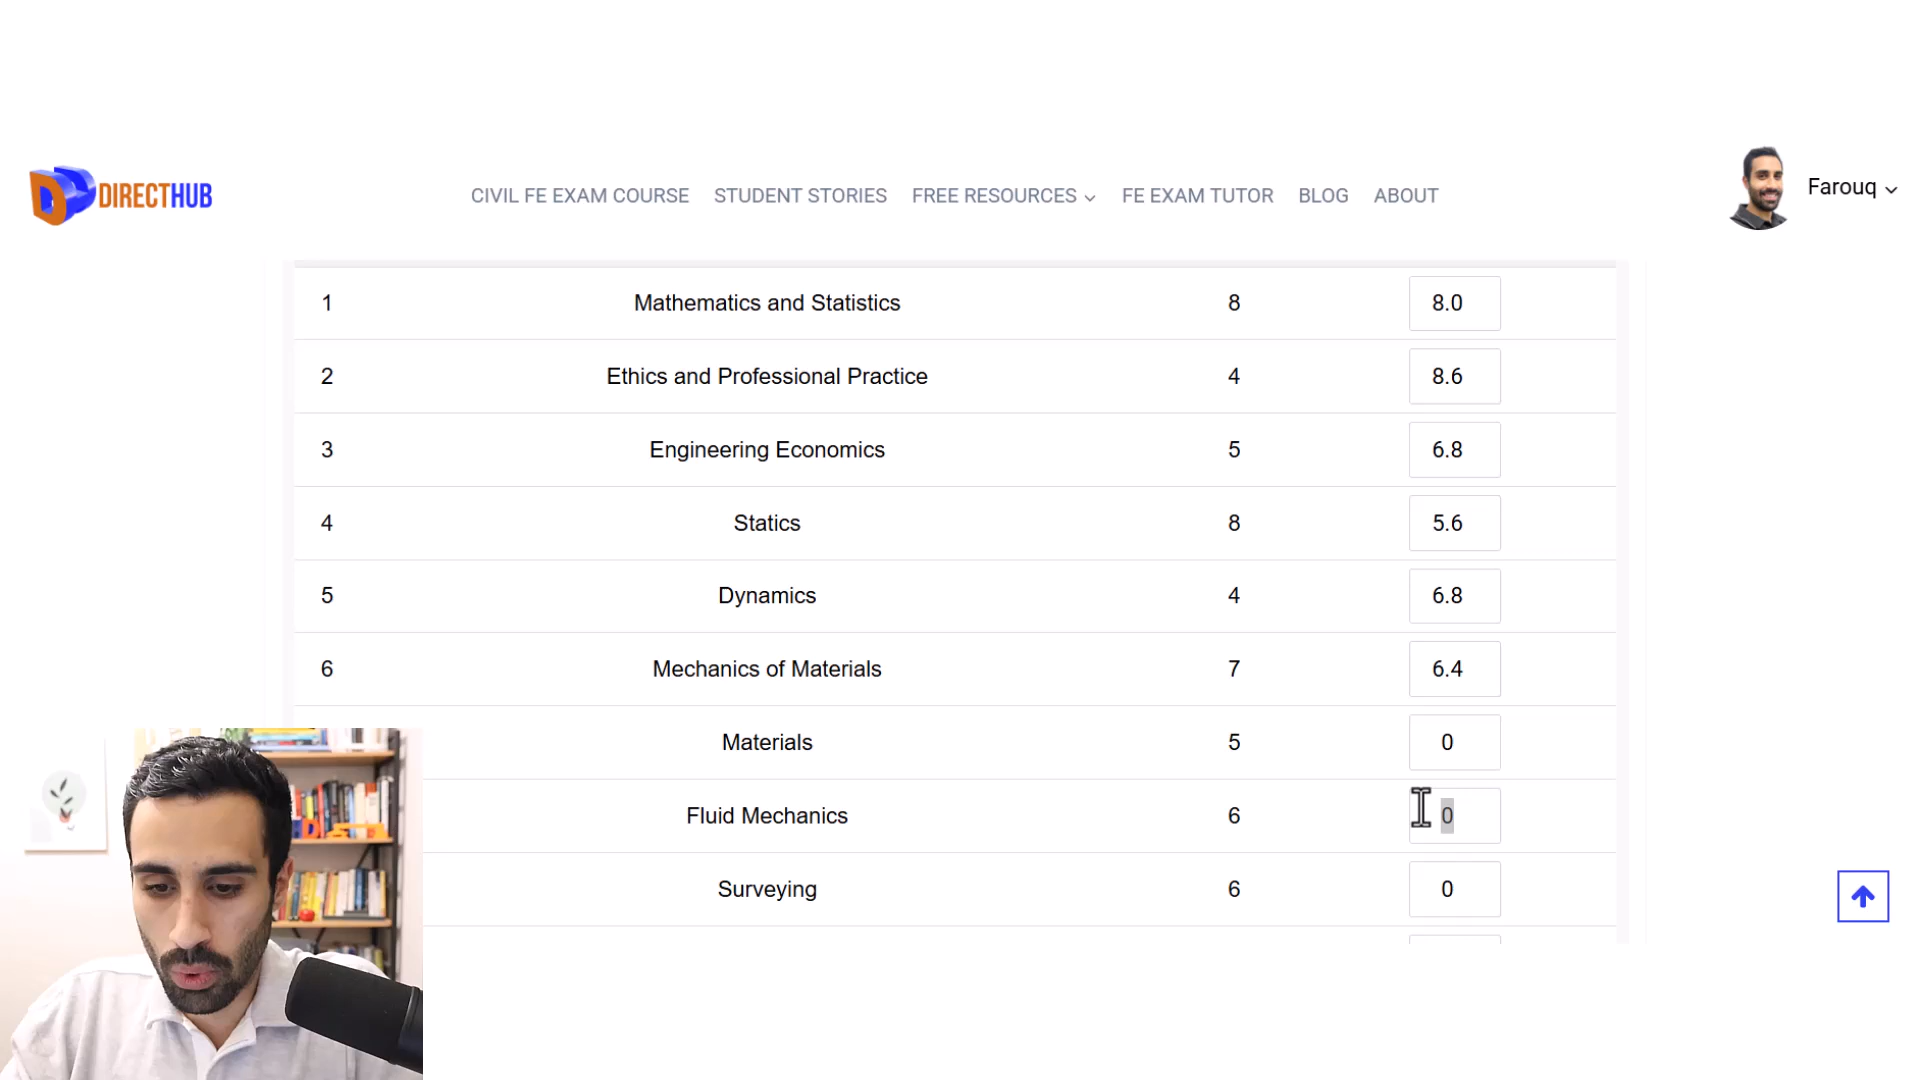 DIRECTHUB
CIVIL FE EXAM COURSE STUDENT STORIES FREE RESOURCES FE EXAM TUTOR BLOG ABOUT
Farouq
1 Mathematics and Statistics 8 8.0
2 Ethics and Professional Practice 4 8.6
3 Engineering Economics 5 6.8
4 Statics 8 5.6
5 Dynamics 4 6.8
6 Mechanics of Materials 7 6.4
Materials 5 0
Fluid Mechanics 6 0
Surveying 6 0